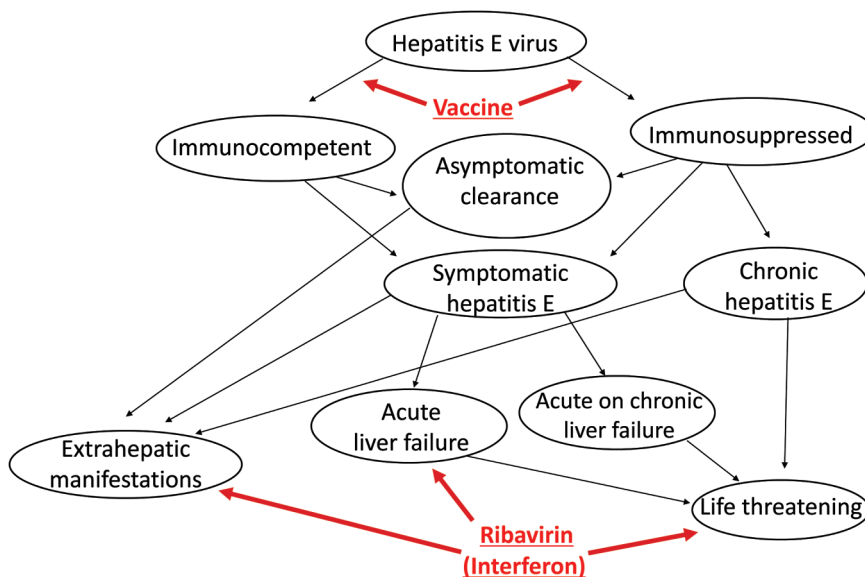 Hepatitis E virus
Vaccine
Immunocompetent
Immunosuppressed
Asymptomatic
clearance
Symptomatic
hepatitis E
Chronic
hepatitis E
Acute
liver failure
Acute on chronic
liver failure
Extrahepatic
manifestations
Life threatening
Ribavirin
(Interferon)